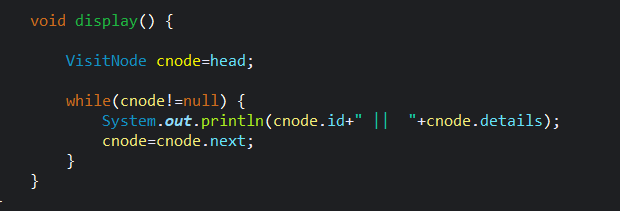 void display() {
VisitNode cnode=head;
while(cnode!=null) {
System.out.println(cnode.id+" ||  "+cnode.details);
cnode=cnode.next;
}
}